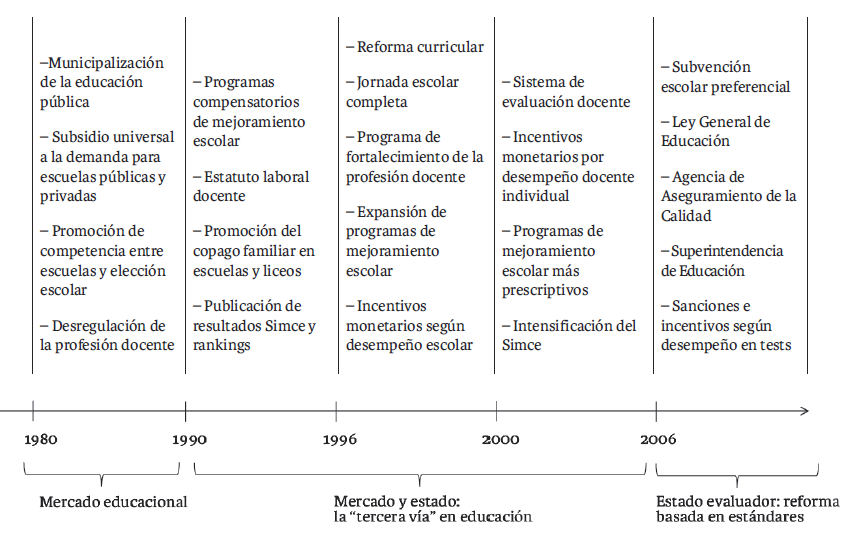 –Municipalización
de la educación
pública
– Subsidio universal
a la demanda para
escuelas públicas y
privadas
– Promoción de
competencia entre
escuelas y elección
escolar
– Desregulación de
la profesión docente
– Programas
compensatorios
de mejoramiento
escolar
– Estatuto laboral
docente
– Promoción del
copago familiar en
escuelas y liceos
– Publicación de
resultados Simce y
rankings
– Reforma curricular
– Jornada escolar
completa
– Programa de
fortalecimiento de la
profesión docente
– Expansión de
programas de
mejoramiento
escolar
– Incentivos
monetarios según
desempeño escolar
– Sistema de
evaluación docente
– Incentivos
monetarios por
desempeño docente
individual
– Programas de
mejoramiento
escolar más
prescriptivos
– Intensificación del
Simce
– Subvención
escolar preferencial
– Ley General de
Educación
– Agencia de
Aseguramiento de la
Calidad
–Superintendencia
de Educación
– Sanciones e
incentivos según
desempeño en tests
1980
1990
1996
2000
2006
Mercado educacional
Mercado y estado:
la “tercera vía” en educación
Estado evaluador: reforma
basada en estándares